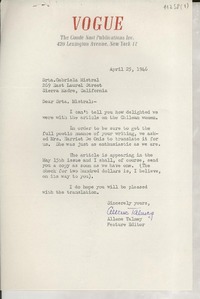 VOGUE
The Condé Nast Publications Inc.
420 Lexington Avenue, New York 17
April 25, 1946
Srta. Gabriela Mistral
269 East Laurel Street
Sierra Madre, California
Dear Srta. Mistral:-
I can't tell you how delighted we
were with the article on the Chilean women.
In order to be sure to get the
full poetic nuance of your writing, we asked
Mrs. Harriet de Onis to translate it for
us. She was just as enthusiastic as we are.
The article is appearing in the
May 15th issue and I shall, of course, send
you a copy as soon as we have one. (The
check for two hundred dollars is, I believe,
on its way to you).
I do hope you will be pleased
with the translation.
Sincerely yours,
Allene Talmey
Allene Talmey
Feature Editor